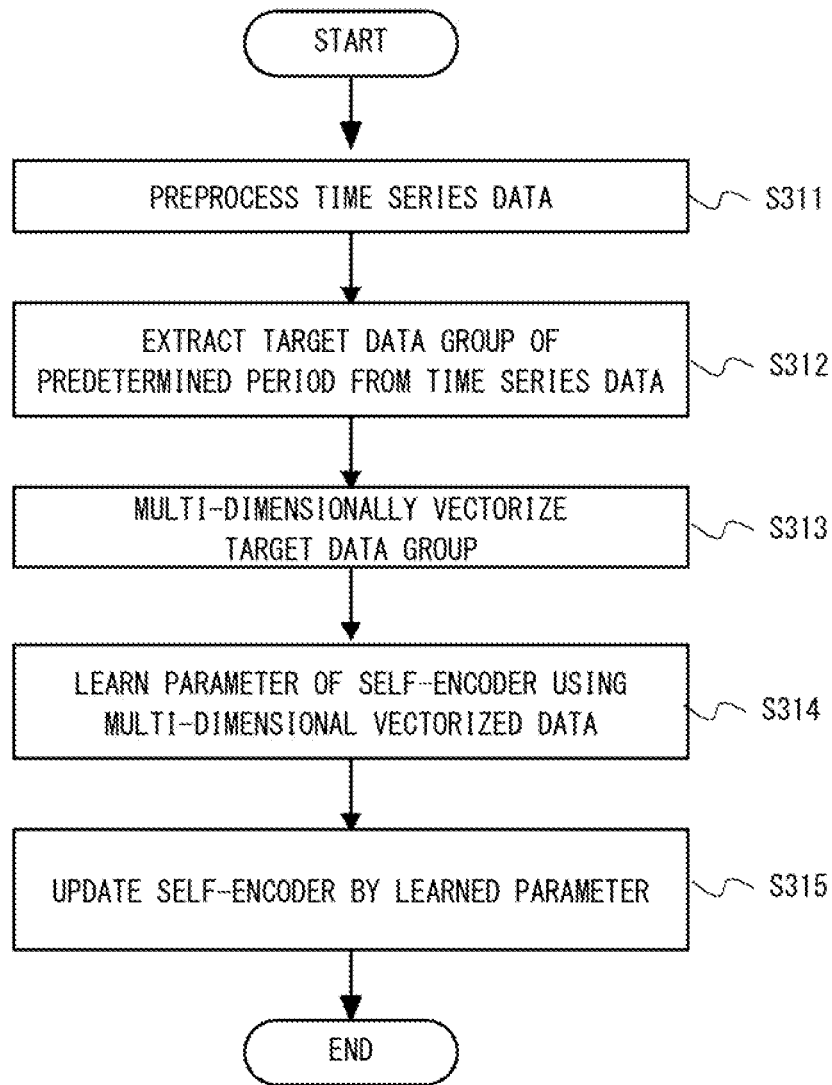 START
PREPROCESS TIME SERIES DATA
S311
EXTRACT TARGET DATA GROUP OF
PREDETERMINED PERIOD FROM TIME SERIES DATA
S312
MULTI-DIMENSIONALLY VECTORIZE
TARGET DATA GROUP
S313
LEARN PARAMETER OF SELF-ENCODER USING
MULTI-DIMENSIONAL VECTORIZED DATA
S314
UPDATE SELF-ENCODER BY LEARNED PARAMETER
S315
END